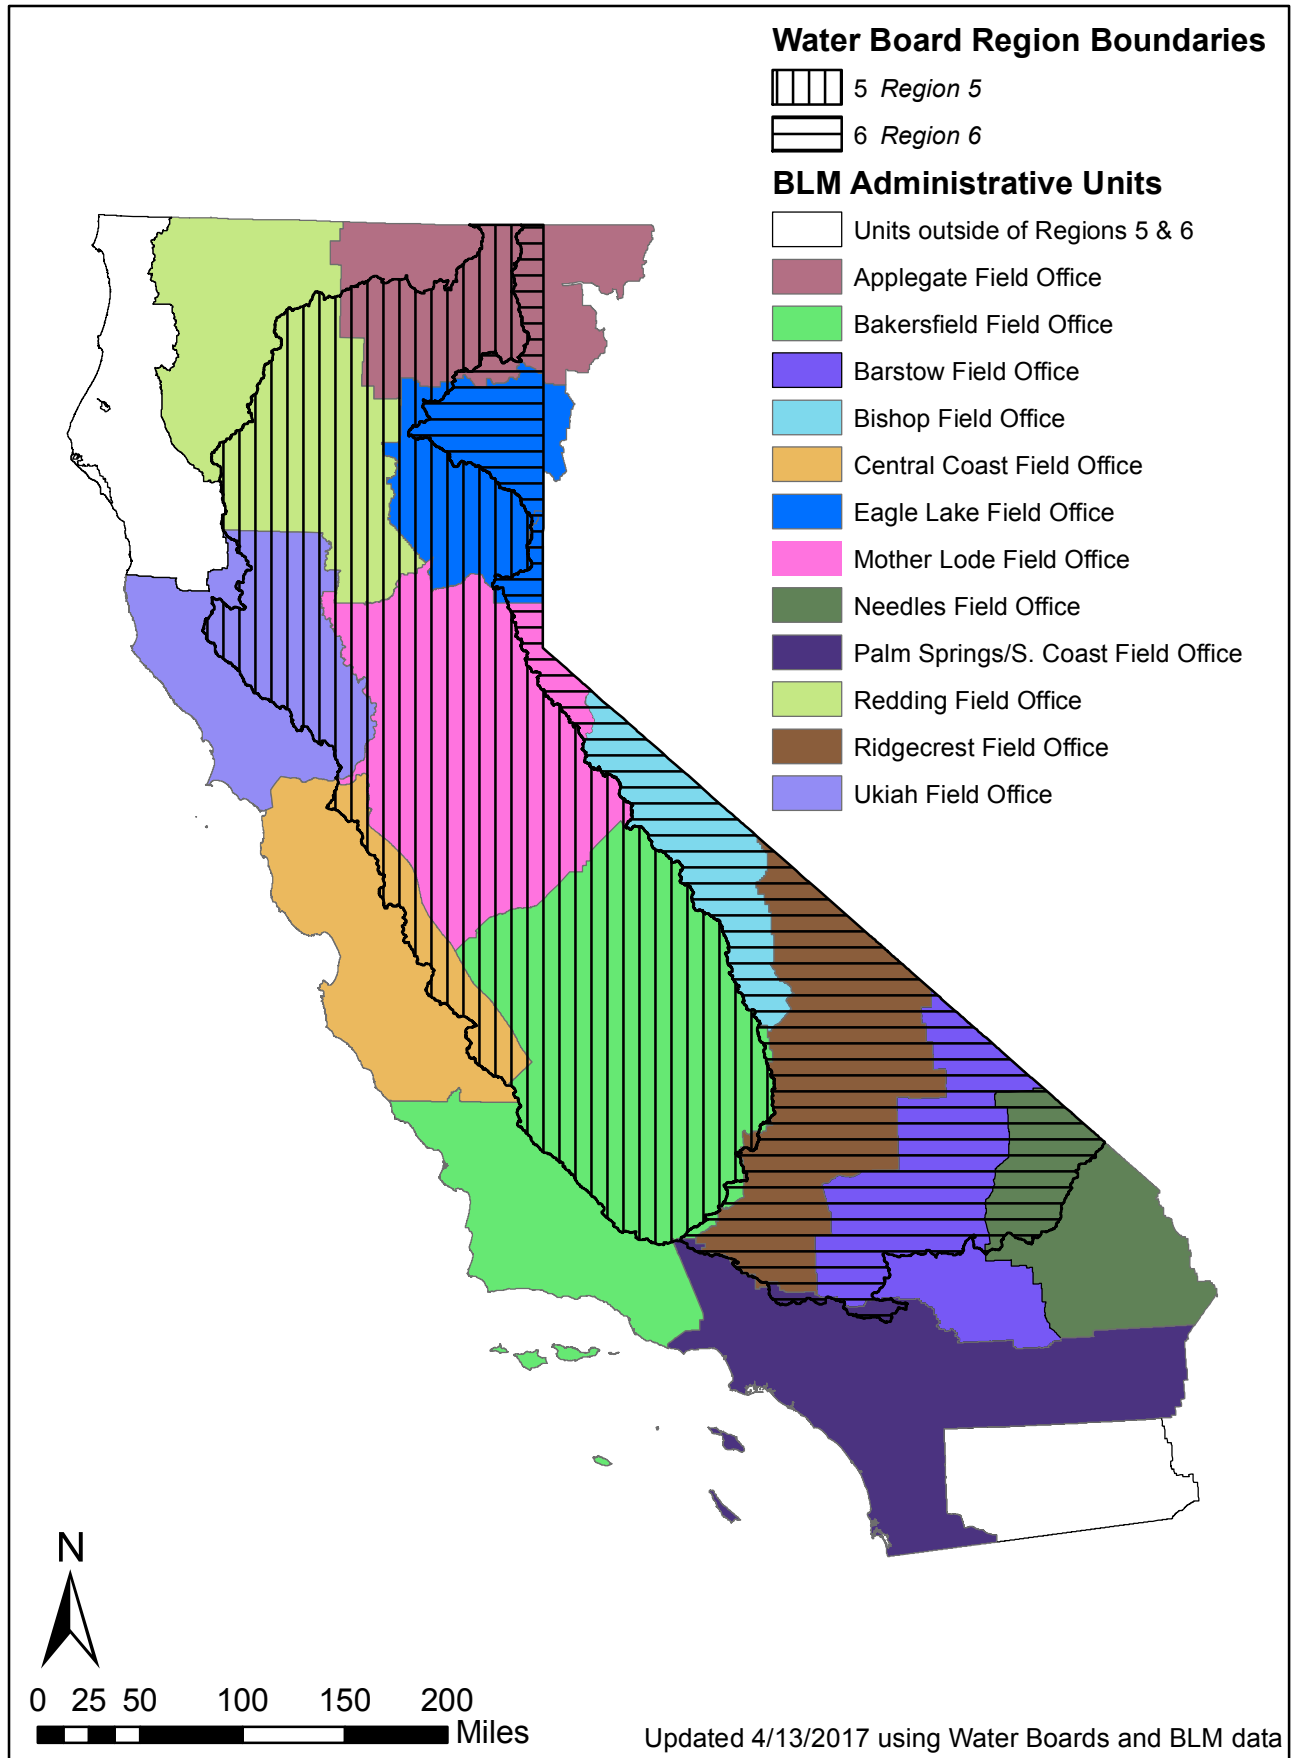 Water Board Region Boundaries
5 Region 5
6 Region 6
BLM Administrative Units
Units outside of Regions 5 & 6
Applegate Field Office
Bakersfield Field Office
Barstow Field Office
Bishop Field Office
Central Coast Field Office
Eagle Lake Field Office
Mother Lode Field Office
Needles Field Office
Palm Springs/S. Coast Field Office
Redding Field Office
Ridgecrest Field Office
Ukiah Field Office
N
0 25 50 100 150 200
Miles
Updated 4/13/2017 using Water Boards and BLM data